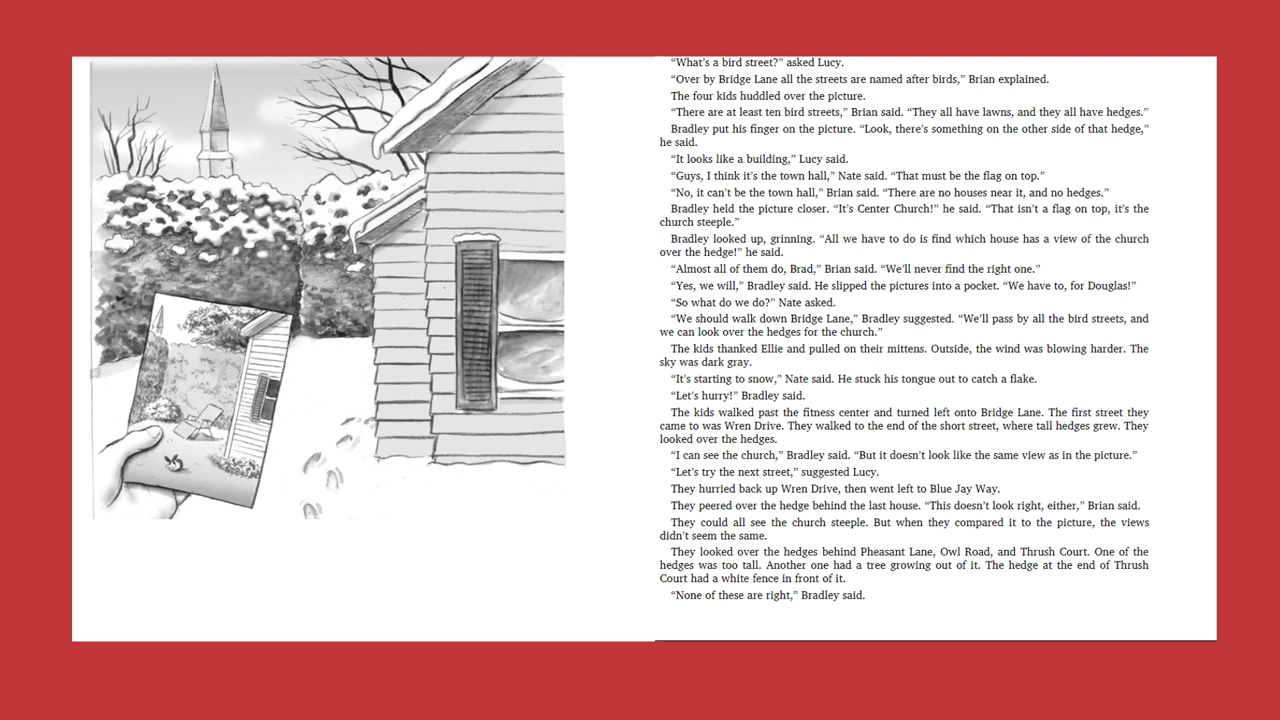 “What’s a bird street?” asked Lucy.
“Over by Bridge Lane all the streets are named after birds,” Brian explained.
The four kids huddled over the picture.
“There are at least ten bird streets,” Brian said. “They all have lawns, and they all have hedges.”
Bradley put his finger on the picture. “Look, there’s something on the other side of that hedge,”
he said.
“It looks like a building,” Lucy said.
“Guys, I think it’s the town hall,” Nate said. “That must be the flag on top.”
“No, it can’t be the town hall,” Brian said. “There are no houses near it, and no hedges.”
Bradley held the picture closer. “It’s Center Church!” he said. “That isn’t a flag on top, it’s the
church steeple.”
Bradley looked up, grinning. “All we have to do is find which house has a view of the church
over the hedge!” he said.
“Almost all of them do, Brad,” Brian said. “We’ll never find the right one.”
“Yes, we will,” Bradley said. He slipped the pictures into a pocket. “We have to, for Douglas!”
“So what do we do?” Nate asked.
“We should walk down Bridge Lane,” Bradley suggested. “We’ll pass by all the bird streets, and
we can look over the hedges for the church.”
The kids thanked Ellie and pulled on their mittens. Outside, the wind was blowing harder. The
sky was dark gray.
“It’s starting to snow,” Nate said. He stuck his tongue out to catch a flake.
“Let’s hurry!” Bradley said.
The kids walked past the fitness center and turned left onto Bridge Lane. The first street they
came to was Wren Drive. They walked to the end of the short street, where tall hedges grew. They
looked over the hedges.
“I can see the church,” Bradley said. “But it doesn’t look like the same view as in the picture.”
“Let’s try the next street,” suggested Lucy.
They hurried back up Wren Drive, then went left to Blue Jay Way.
They peered over the hedge behind the last house. “This doesn’t look right, either,” Brian said.
They could all see the church steeple. But when they compared it to the picture, the views
didn’t seem the same.
They looked over the hedges behind Pheasant Lane, Owl Road, and Thrush Court. One of the
hedges was too tall. Another one had a tree growing out of it. The hedge at the end of Thrush
Court had a white fence in front of it.
“None of these are right,” Bradley said.